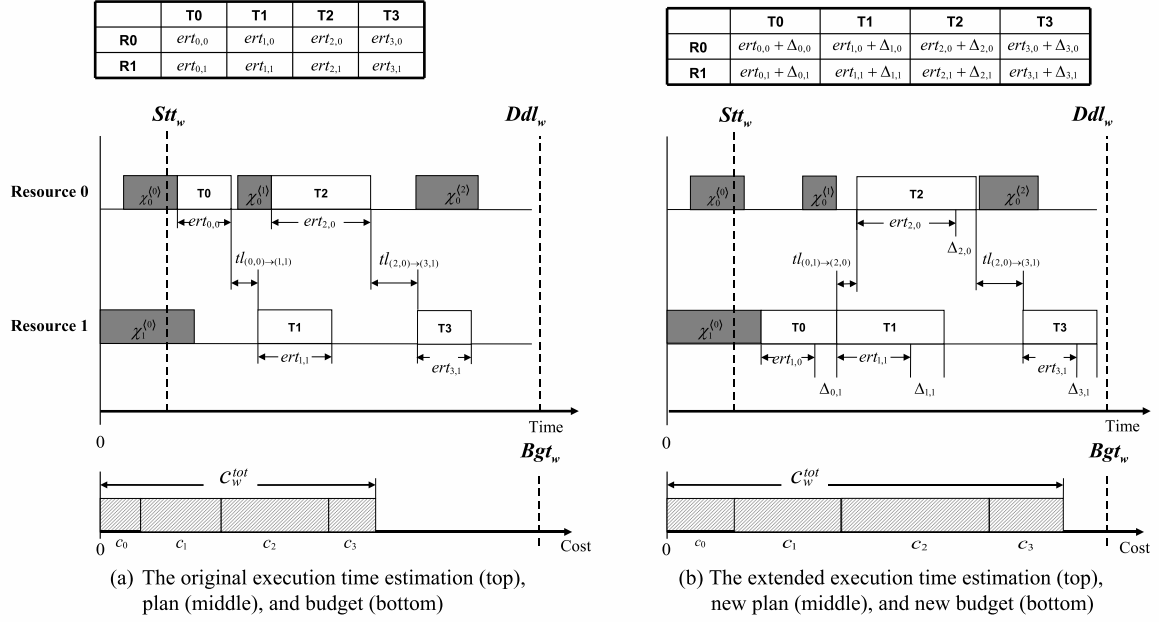 T0 T1 T2 T3
R0 ert0,0 ert1,0 ert2,0 ert3,0
R1 ert0,1 ert1,1 ert2,1 ert3,1
Sttw Ddlw
Resource 0 χ0⟨0⟩ T0 χ0⟨1⟩ T2 χ0⟨2⟩
ert0,0 ert2,0
tl(0,0)→(1,1) tl(2,0)→(3,1)
Resource 1 χ1⟨0⟩ T1 T3
ert1,1 ert3,1
Time
0
Bgtw
Cwtot
0 c0 c1 c2 c3 Cost
(a) The original execution time estimation (top),
plan (middle), and budget (bottom)
T0 T1 T2 T3
R0 ert0,0 + Δ0,0 ert1,0 + Δ1,0 ert2,0 + Δ2,0 ert3,0 + Δ3,0
R1 ert0,1 + Δ0,1 ert1,1 + Δ1,1 ert2,1 + Δ2,1 ert3,1 + Δ3,1
Sttw Ddlw
χ0⟨0⟩ χ0⟨1⟩ T2 χ0⟨2⟩
ert2,0
Δ2,0
tl(0,1)→(2,0) tl(2,0)→(3,1)
χ1⟨0⟩ T0 T1 T3
ert1,0 ert1,1 ert3,1
Δ0,1 Δ1,1 Δ3,1
Time
0
Bgtw
Cwtot
0 c0 c1 c2 c3 Cost
(b) The extended execution time estimation (top),
new plan (middle), and new budget (bottom)